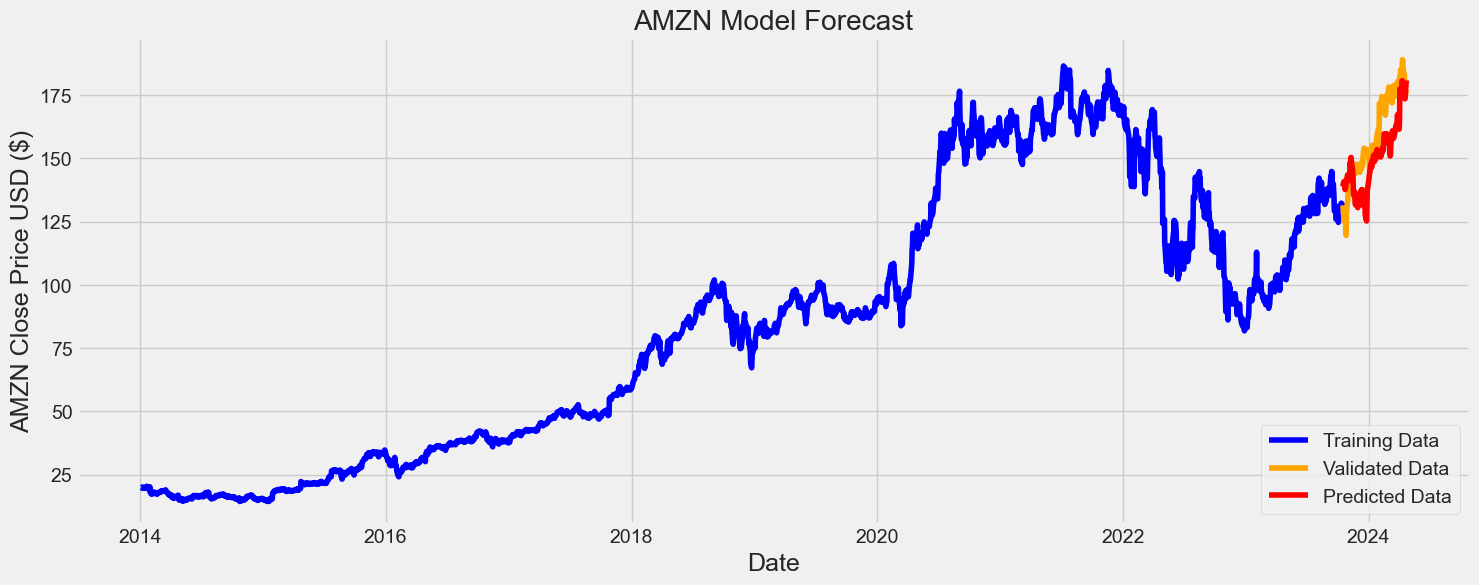 AMZN Model Forecast
AMZN Close Price USD ($)
175
150
125
100
75
50
25
2014 2016 2018 2020 2022 2024
Date
Training Data
Validated Data
Predicted Data